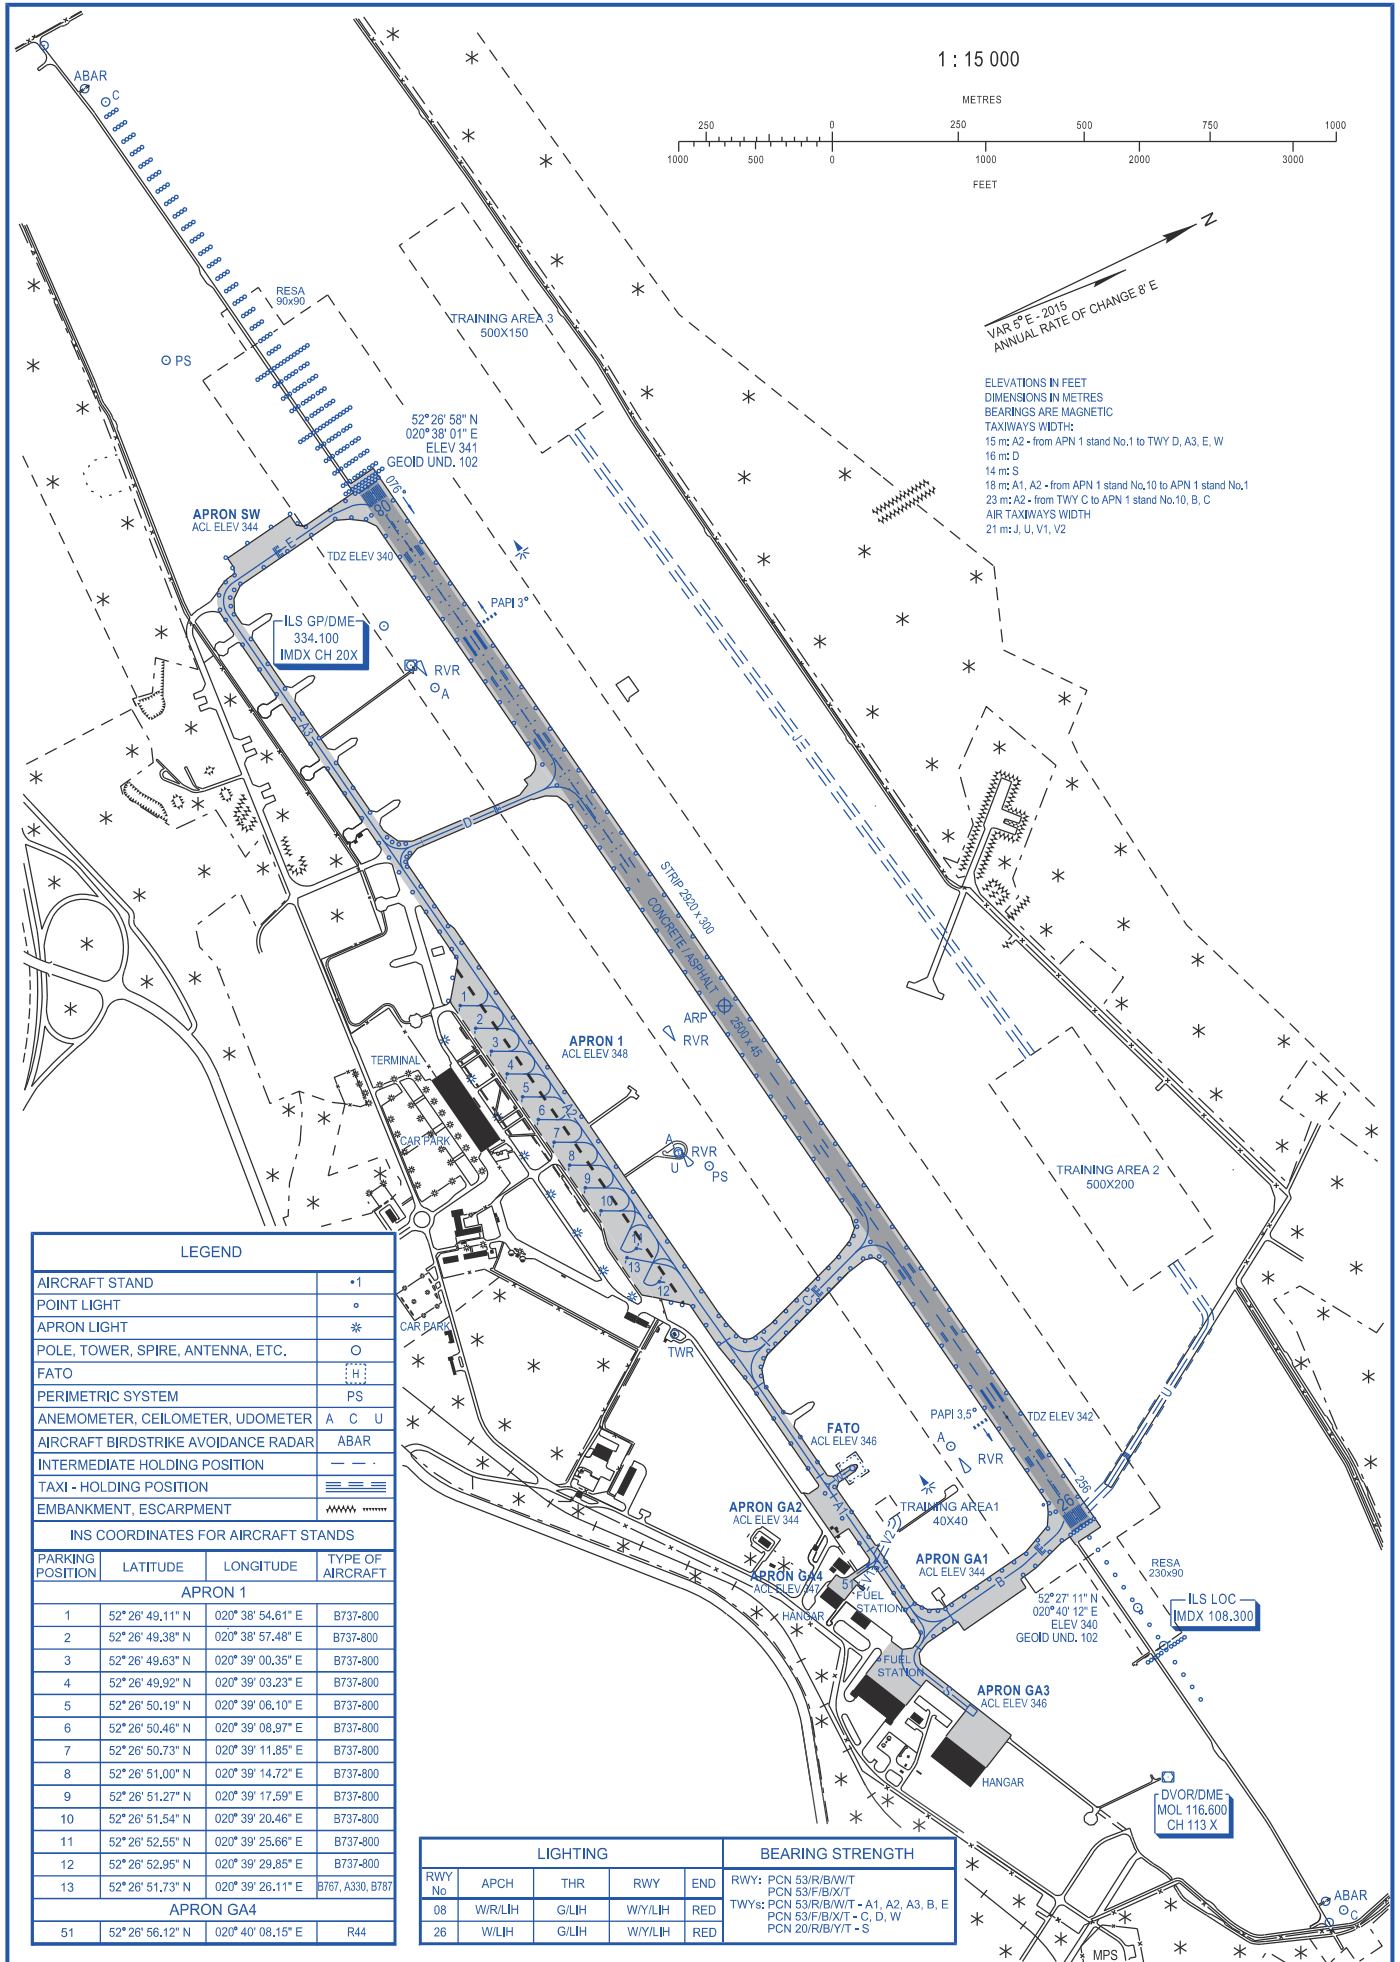 1 : 15 000
METRES
250 0 250 500 750 1000
1000 500 0 1000 2000 3000
FEET
N
VAR 5° E - 2015
ANNUAL RATE OF CHANGE 8' E
ELEVATIONS IN FEET
DIMENSIONS IN METRES
BEARINGS ARE MAGNETIC
TAXIWAYS WIDTH:
15 m: A2 - from APN 1 stand No.1 to TWY D, A3, E, W
16 m: D
14 m: S
18 m: A1, A2 - from APN 1 stand No.10 to APN 1 stand No.1
23 m: A2 - from TWY C to APN 1 stand No.10, B, C
AIR TAXIWAYS WIDTH
21 m: J, U, V1, V2
ABAR
C
RESA
90x90
PS
TRAINING AREA 3
500X150
52° 26' 58" N
020° 38' 01" E
ELEV 341
GEOID UND. 102
076°
08
APRON SW
ACL ELEV 344
E
TDZ ELEV 340
PAPI 3°
ILS GP/DME
334.100
IMDX CH 20X
RVR
A
A3
J
D
STRIP 2920 x 300
CONCRETE / ASPHALT
2500 x 45
ARP
RVR
APRON 1
ACL ELEV 348
1
2
3
4
5
6
7
8
9
10
11
13
12
A2
TERMINAL
CAR PARK
A
RVR
U
PS
TRAINING AREA 2
500X200
CAR PARK
TWR
C
U
PAPI 3,5°
TDZ ELEV 342
A
RVR
256°
26
FATO
ACL ELEV 346
A1
APRON GA2
ACL ELEV 344
TRAINING AREA1
40X40
V1
V2
APRON GA1
ACL ELEV 344
B
APRON GA4
ACL ELEV 347
51
FUEL
STATION
HANGAR
RESA
230x90
52° 27' 11" N
020° 40' 12" E
ELEV 340
GEOID UND. 102
ILS LOC
IMDX 108.300
FUEL
STATION
S
APRON GA3
ACL ELEV 346
HANGAR
DVOR/DME
MOL 116.600
CH 113 X
ABAR
C
MPS
LEGEND
AIRCRAFT STAND •1
POINT LIGHT
APRON LIGHT
POLE, TOWER, SPIRE, ANTENNA, ETC.
FATO H
PERIMETRIC SYSTEM PS
ANEMOMETER, CEILOMETER, UDOMETER A C U
AIRCRAFT BIRDSTRIKE AVOIDANCE RADAR ABAR
INTERMEDIATE HOLDING POSITION
TAXI - HOLDING POSITION
EMBANKMENT, ESCARPMENT
INS COORDINATES FOR AIRCRAFT STANDS
PARKING POSITION LATITUDE LONGITUDE TYPE OF AIRCRAFT
APRON 1
1 52° 26' 49.11" N 020° 38' 54.61" E B737-800
2 52° 26' 49.38" N 020° 38' 57.48" E B737-800
3 52° 26' 49.63" N 020° 39' 00.35" E B737-800
4 52° 26' 49.92" N 020° 39' 03.23" E B737-800
5 52° 26' 50.19" N 020° 39' 06.10" E B737-800
6 52° 26' 50.46" N 020° 39' 08.97" E B737-800
7 52° 26' 50.73" N 020° 39' 11.85" E B737-800
8 52° 26' 51.00" N 020° 39' 14.72" E B737-800
9 52° 26' 51.27" N 020° 39' 17.59" E B737-800
10 52° 26' 51.54" N 020° 39' 20.46" E B737-800
11 52° 26' 52.55" N 020° 39' 25.66" E B737-800
12 52° 26' 52.95" N 020° 39' 29.85" E B737-800
13 52° 26' 51.73" N 020° 39' 26.11" E B767, A330, B787
APRON GA4
51 52° 26' 56.12" N 020° 40' 08.15" E R44
LIGHTING
RWY No APCH THR RWY END
08 W/R/LIH G/LIH W/Y/LIH RED
26 W/LIH G/LIH W/Y/LIH RED
BEARING STRENGTH
RWY: PCN 53/R/B/W/T
PCN 53/F/B/X/T
TWYs: PCN 53/R/B/W/T - A1, A2, A3, B, E
PCN 53/F/B/X/T - C, D, W
PCN 20/R/B/Y/T - S